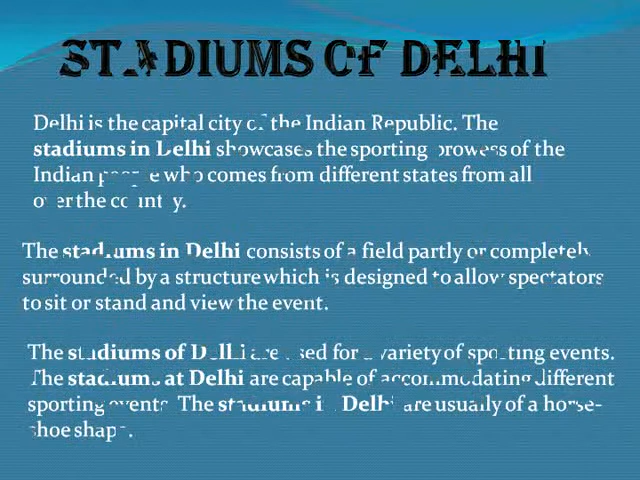 STADIUMS OF DELHI
Delhi is the capital city of the Indian Republic. The
stadiums in Delhi showcases the sporting prowess of the
Indian people who comes from different states from all
over the country.
The stadiums in Delhi consists of a field partly or completely
surrounded by a structure which is designed to allow spectators
to sit or stand and view the event.
The stadiums of Delhi are used for a variety of sporting events.
The stadiums at Delhi are capable of accommodating different
sporting events. The stadiums in Delhi are usually of a horse-
shoe shape.